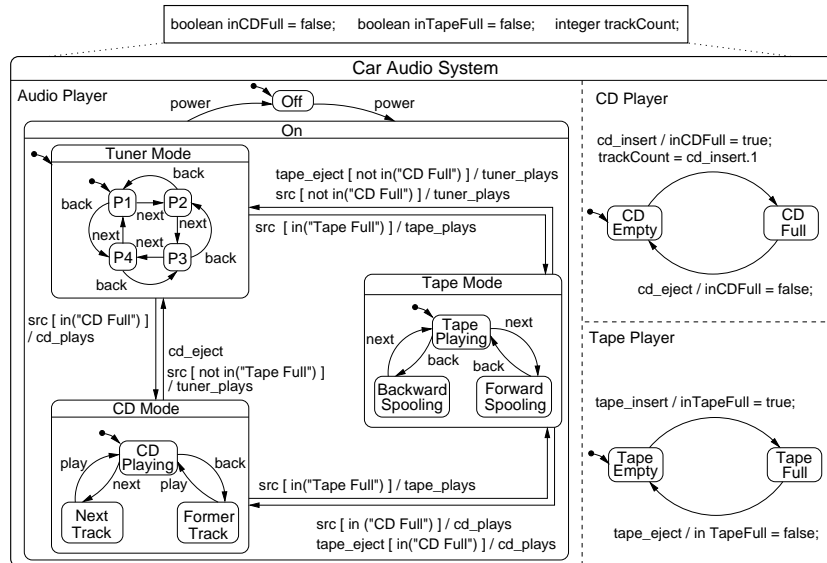 boolean inCDFull = false; boolean inTapeFull = false; integer trackCount;
Car Audio System
Audio Player
Off
power
power
On
Tuner Mode
back
P1
next
P2
back
next
next
next
P4
P3
back
back
tape_eject [ not in("CD Full") ] / tuner_plays
src [ not in("CD Full") ] / tuner_plays
src [ in("Tape Full") ] / tape_plays
Tape Mode
Tape
Playing
next
next
back
back
Backward
Spooling
Forward
Spooling
src [ in("CD Full") ]
/ cd_plays
cd_eject
src [ not in("Tape Full") ]
/ tuner_plays
CD Mode
CD
Playing
play
back
next
play
Next
Track
Former
Track
src [ in("Tape Full") ] / tape_plays
src [ in ("CD Full") ] / cd_plays
tape_eject [ in("CD Full") ] / cd_plays
CD Player
cd_insert / inCDFull = true;
trackCount = cd_insert.1
CD
Empty
CD
Full
cd_eject / inCDFull = false;
Tape Player
tape_insert / inTapeFull = true;
Tape
Empty
Tape
Full
tape_eject / in TapeFull = false;